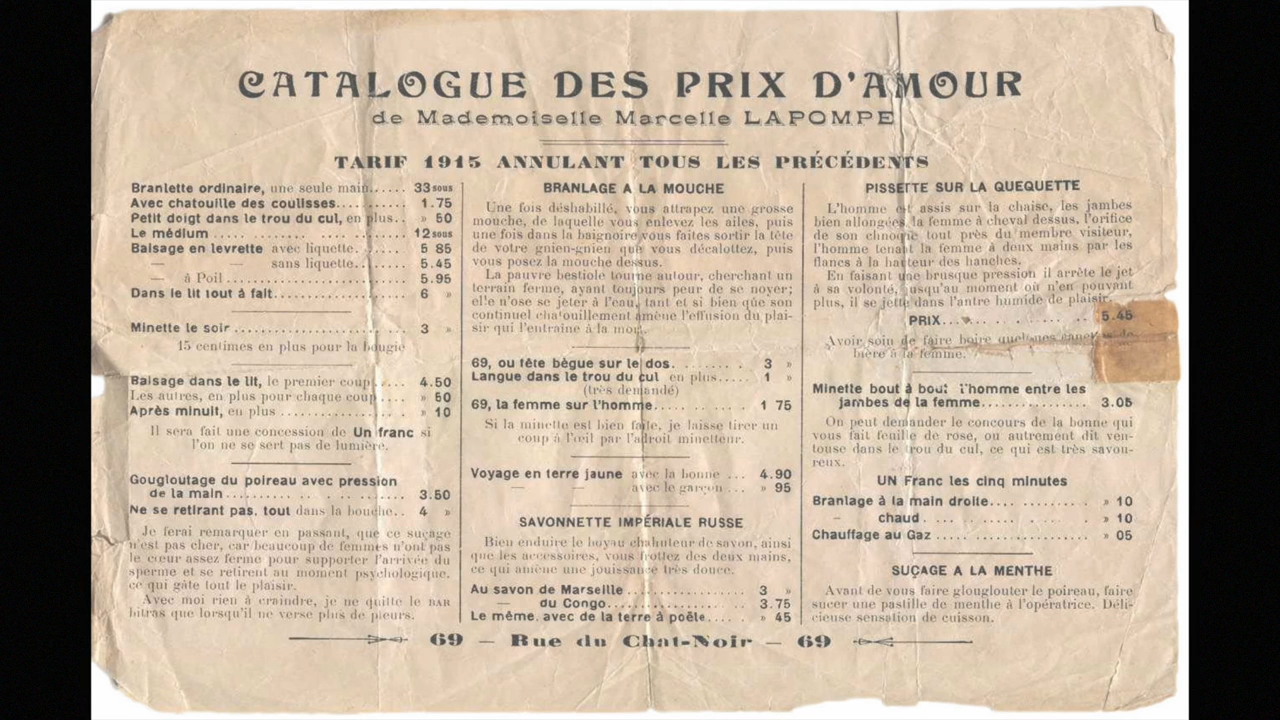 CATALOGUE DES PRIX D'AMOUR
de Mademoiselle Marcelle LAPOMPE
TARIF 1915 ANNULANT TOUS LES PRÉCÉDENTS
Branlette ordinaire, une seule main...... 33 sous
Avec chatouille des coulisses........... 1.75
Petit doigt dans le trou du cul, en plus.. » 50
Le médium .......................... 12 sous
Baisage en levrette avec liquette........ 5 85
— — sans liquette........ 5.45
— à Poil ................ 5.95
Dans le lit tout à fait.................. 6 »
Minette le soir ........................ 3 »
15 centimes en plus pour la bougie
Baisage dans le lit, le premier coup..... 4.50
Les autres, en plus pour chaque coup.... » 50
Après minuit, en plus .................. » 10
Il sera fait une concession de Un franc si
l'on ne se sert pas de lumière.
Gougloutage du poireau avec pression
de la main .......................... 3.50
Ne se retirant pas, tout dans la bouche.. 4 »
Je ferai remarquer en passant, que ce suçage
n'est pas cher, car beaucoup de femmes n'ont pas
le cœur assez ferme pour supporter l'arrivée du
sperme et se retirent au moment psychologique,
ce qui gâte tout le plaisir.
Avec moi rien à craindre, je ne quitte le DAR
bitras que lorsqu'il ne verse plus de pleurs.
BRANLAGE A LA MOUCHE
Une fois déshabillé, vous attrapez une grosse
mouche, de laquelle vous enlevez les ailes, puis
une fois dans la baignoire vous faites sortir la tête
de votre gnien-gnien que vous décalottez, puis
vous posez la mouche dessus.
La pauvre bestiole tourne autour, cherchant un
terrain ferme, ayant toujours peur de se noyer;
elle n'ose se jeter à l'eau, tant et si bien que son
continuel chatouillement amène l'effusion du plai-
sir qui l'entraine à la mort.
69, ou tête bègue sur le dos........... 3 »
Langue dans le trou du cul en plus..... 1 »
(très demandé)
69, la femme sur l'homme............. 1 75
Si la minette est bien faite, je laisse tirer un
coup à l'œil par l'adroit minetteur.
Voyage en terre jaune avec la bonne ... 4.90
— — avec le garçon... » 95
SAVONNETTE IMPÉRIALE RUSSE
Bien enduire le boyau chahuteur de savon, ainsi
que les accessoires, vous frottez des deux mains,
ce qui amène une jouissance très douce.
Au savon de Marseille ................ 3 »
— du Congo..................... 3.75
Le même, avec de la terre à poêle..... » 45
PISSETTE SUR LA QUEQUETTE
L'homme est assis sur la chaise, les jambes
bien allongées, la femme à cheval dessus, l'orifice
de son clinoque tout près du membre visiteur,
l'homme tenant la femme à deux mains par les
flancs à la hauteur des hanches.
En faisant une brusque pression il arrête le jet
à sa volonté, jusqu'au moment où n'en pouvant
plus, il se jette dans l'antre humide de plaisir.
PRIX.................. 5.45
Avoir soin de faire boire quelques canettes de
bière à la femme.
Minette bout à bout l'homme entre les
jambes de la femme................ 3.05
On peut demander le concours de la bonne qui
vous fait feuille de rose, ou autrement dit ven-
touse dans le trou du cul, ce qui est très savou-
reux.
UN Franc les cinq minutes
Branlage à la main droite............. » 10
— chaud .................. » 10
Chauffage au Gaz ................... » 05
SUÇAGE A LA MENTHE
Avant de vous faire glouglouter le poireau, faire
sucer une pastille de menthe à l'opératrice. Déli-
cieuse sensation de cuisson.
69 — Rue du Chat-Noir — 69